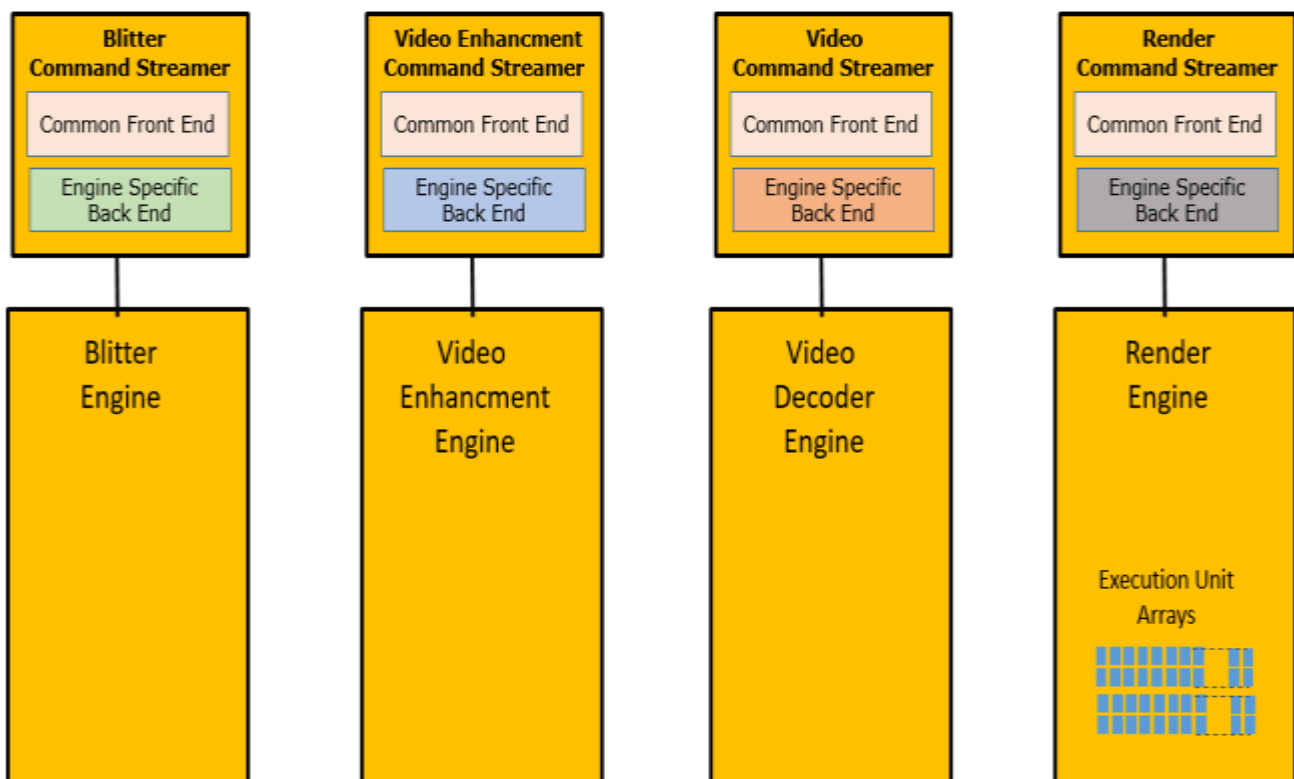 Blitter
Command Streamer
Common Front End
Engine Specific
Back End
Video Enhancment
Command Streamer
Common Front End
Engine Specific
Back End
Video
Command Streamer
Common Front End
Engine Specific
Back End
Render
Command Streamer
Common Front End
Engine Specific
Back End
Blitter
Engine
Video
Enhancment
Engine
Video
Decoder
Engine
Render
Engine
Execution Unit
Arrays